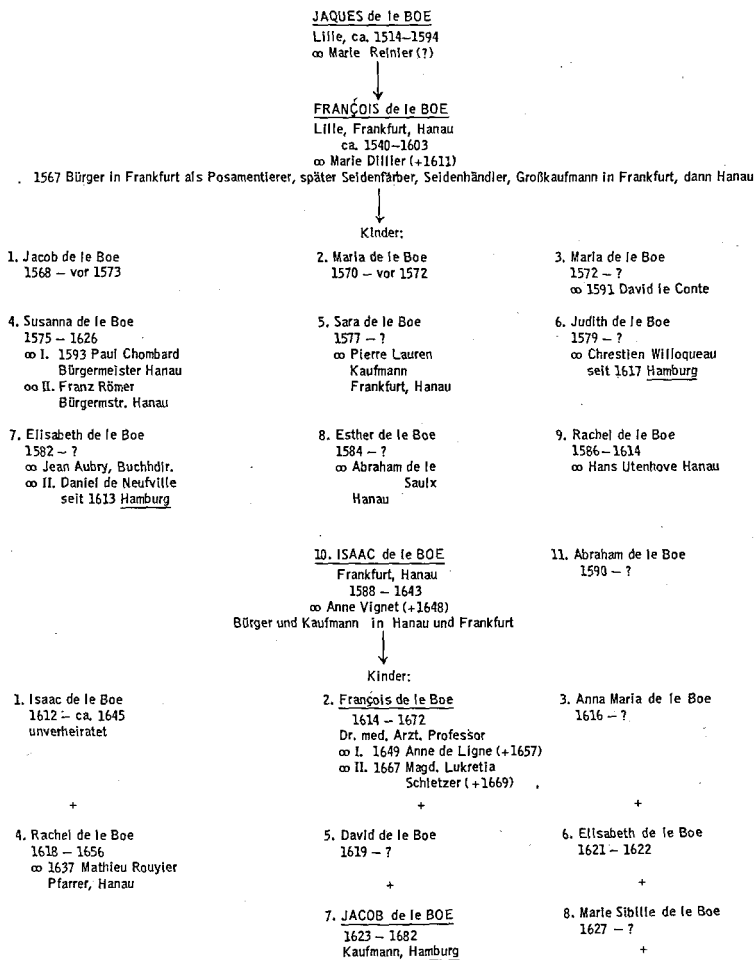 JAQUES de le BOE
Lille, ca. 1514–1594
∞ Marie Reinier (?)
FRANÇOIS de le BOE
Lille, Frankfurt, Hanau
ca. 1540–1603
∞ Marie Dillier (+1611)
1567 Bürger in Frankfurt als Posamentierer, später Seidenfärber, Seidenhändler, Großkaufmann in Frankfurt, dann Hanau
Kinder:
1. Jacob de le Boe
1568 – vor 1573
2. Maria de le Boe
1570 – vor 1572
3. Maria de le Boe
1572 – ?
∞ 1591 David le Conte
4. Susanna de le Boe
1575 – 1626
∞ I. 1593 Paul Chombard
Bürgermeister Hanau
∞ II. Franz Römer
Bürgermstr. Hanau
5. Sara de le Boe
1577 – ?
∞ Pierre Lauren
Kaufmann
Frankfurt, Hanau
6. Judith de le Boe
1579 – ?
∞ Chrestien Willoqueau
seit 1617 Hamburg
7. Elisabeth de le Boe
1582 – ?
∞ Jean Aubry, Buchhdlr.
∞ II. Daniel de Neufville
seit 1613 Hamburg
8. Esther de le Boe
1584 – ?
∞ Abraham de le
Saulx
Hanau
9. Rachel de le Boe
1586–1614
∞ Hans Utenhove Hanau
10. ISAAC de le BOE
Frankfurt, Hanau
1588 – 1643
∞ Anne Vignet (+1648)
Bürger und Kaufmann in Hanau und Frankfurt
11. Abraham de le Boe
1590 – ?
Kinder:
1. Isaac de le Boe
1612 – ca. 1645
unverheiratet
+
2. François de le Boe
1614 – 1672
Dr. med. Arzt. Professor
∞ I. 1649 Anne de Ligne (+1657)
∞ II. 1667 Magd. Lukretia
Schletzer (+1669)
+
3. Anna Maria de le Boe
1616 – ?
+
4. Rachel de le Boe
1618 – 1656
∞ 1637 Mathieu Rouyier
Pfarrer, Hanau
5. David de le Boe
1619 – ?
+
6. Elisabeth de le Boe
1621 – 1622
+
7. JACOB de le BOE
1623 – 1682
Kaufmann, Hamburg
8. Marie Sibille de le Boe
1627 – ?
+